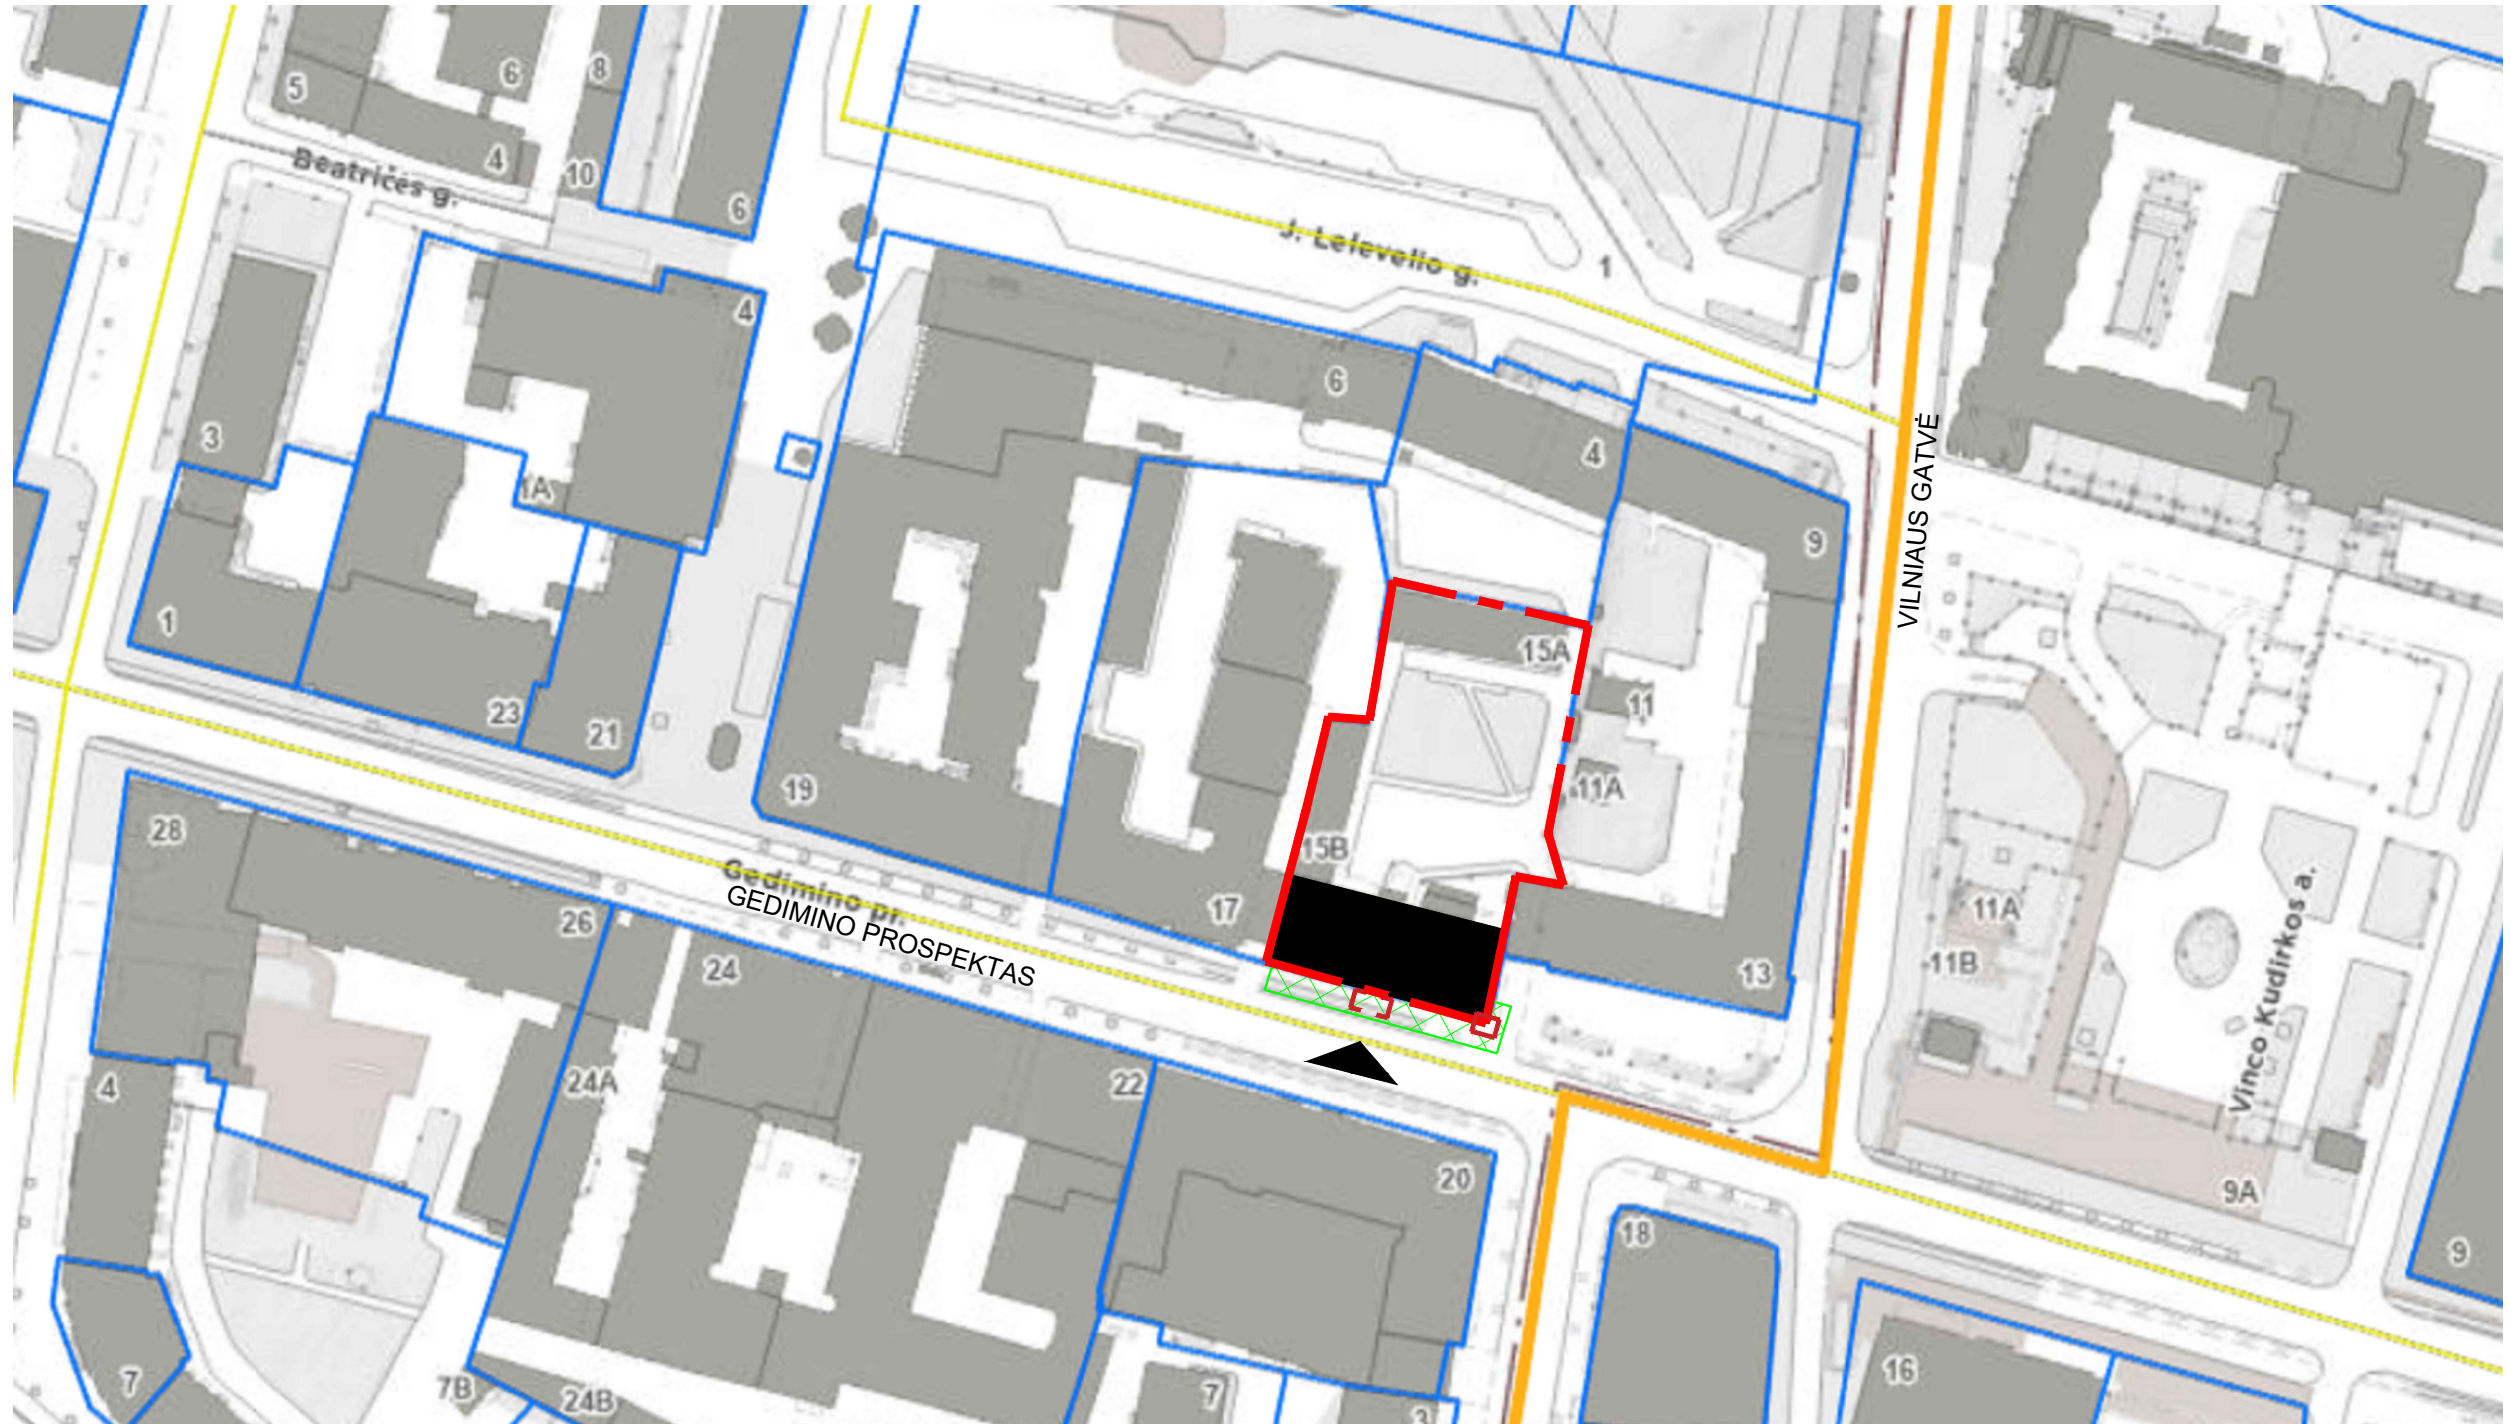 5
6
8
Beatričės g.
4
10
6
J. Lelevelio g.
1
4
3
6
4
9
1A
VILNIAUS GATVĖ
1
15A
11
23
21
19
11A
28
15B
Gedimino pr.
GEDIMINO PROSPEKTAS
17
26
24
13
11A
11B
Vinco Kudirkos a.
4
24A
22
20
9A
18
9
7
7B
24B
7
3
16